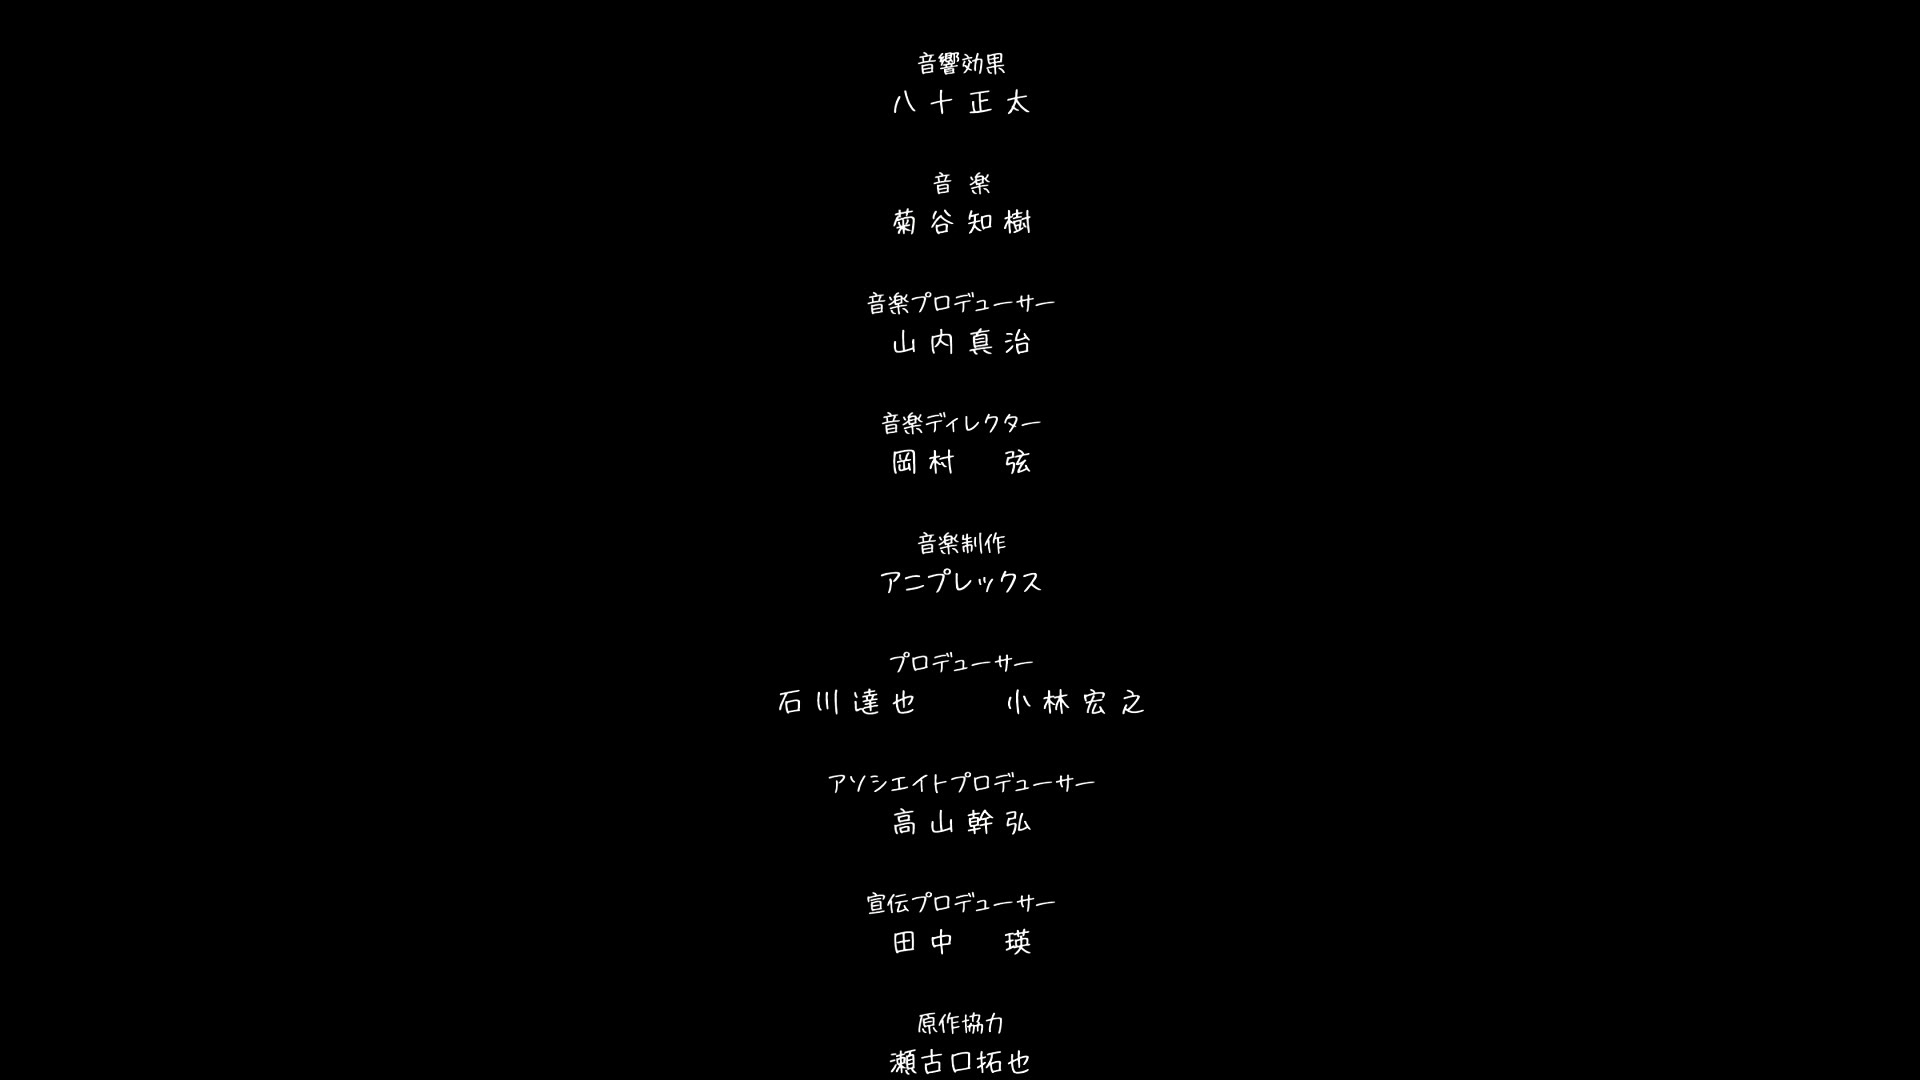 音響効果
八十正太
音楽
菊谷知樹
音楽プロデューサー
山内真治
音楽ディレクター
岡村 弦
音楽制作
アニプレックス
プロデューサー
石川達也 小林宏之
アソシエイトプロデューサー
高山幹弘
宣伝プロデューサー
田中 瑛
原作協力
瀬古口拓也